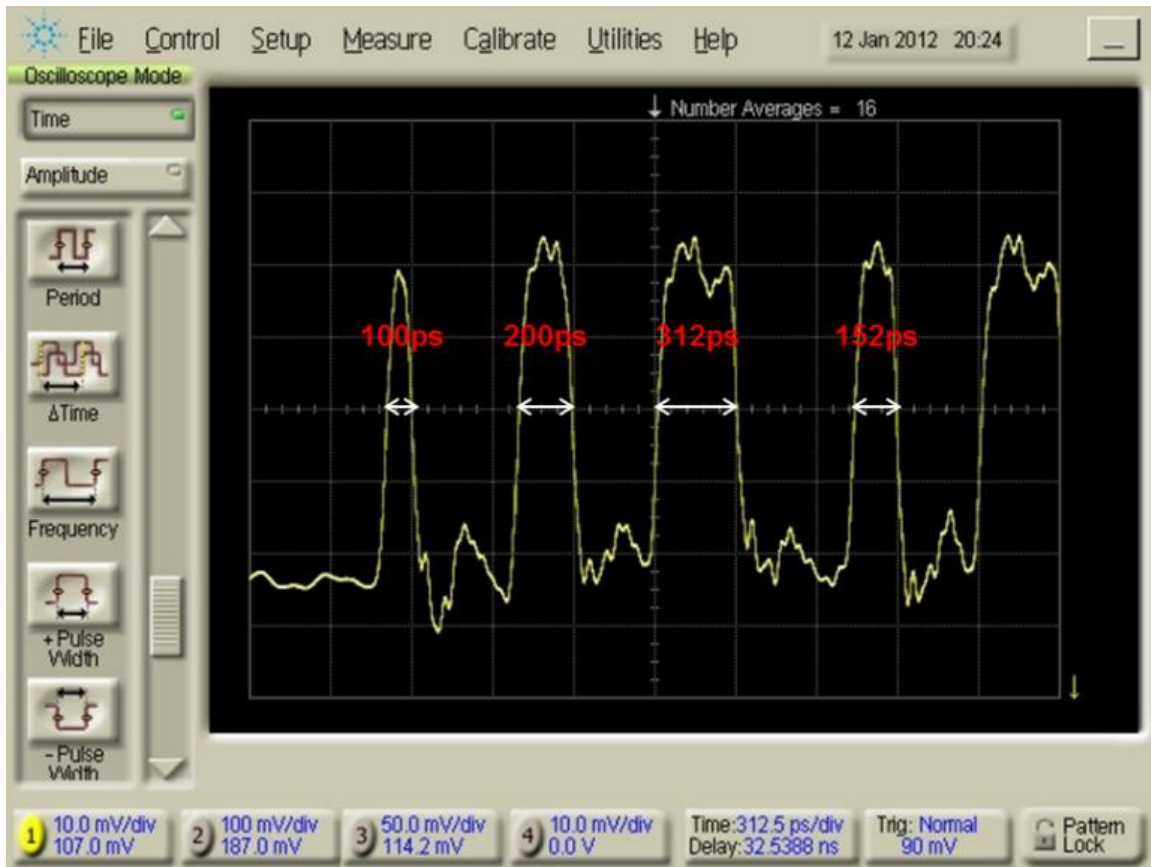 File Control Setup Measure Calibrate Utilities Help 12 Jan 2012 20:24
Oscilloscope Mode
Time
Amplitude
Number Averages = 16
Period
ΔTime
Frequency
+ Pulse
Width
- Pulse
Width
100ps 200ps 312ps 152ps
1 10.0 mV/div
107.0 mV
2 100 mV/div
187.0 mV
3 50.0 mV/div
114.2 mV
4 10.0 mV/div
0.0 V
Time:312.5 ps/div
Delay:32.5388 ns
Trig: Normal
90 mV
Pattern
Lock